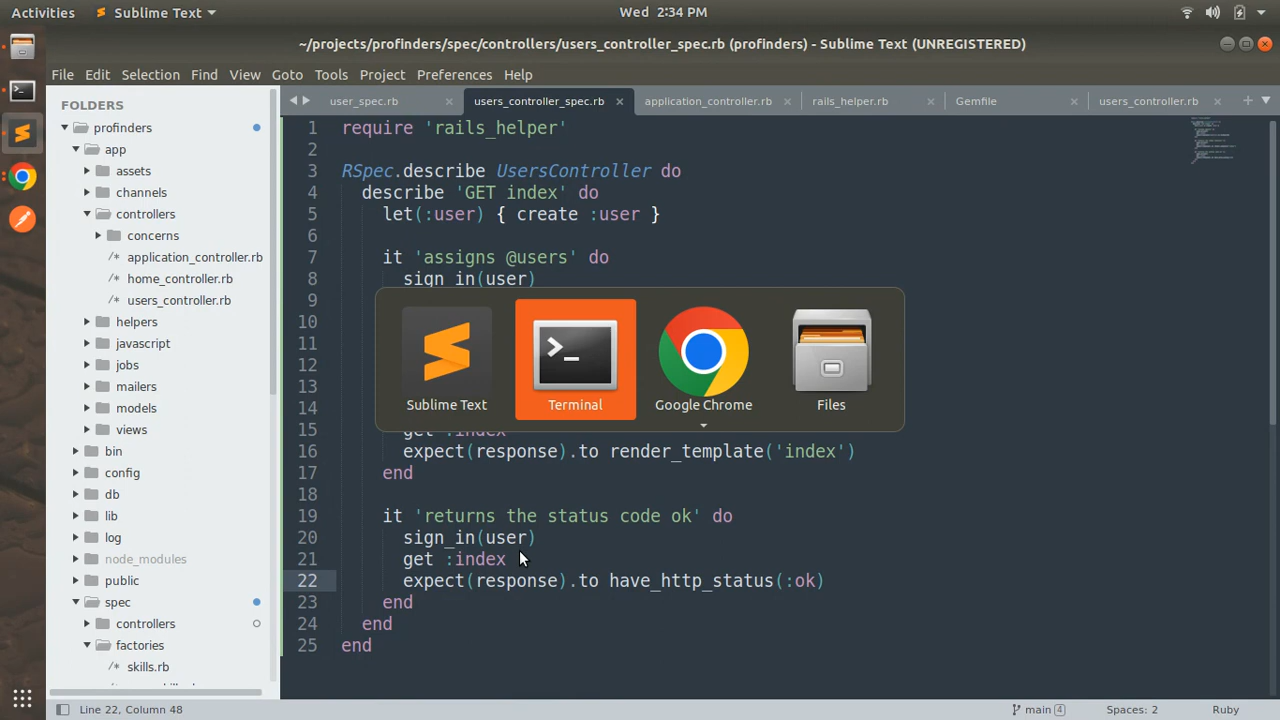 Activities Sublime Text Wed 2:34 PM
~/projects/profinders/spec/controllers/users_controller_spec.rb (profinders) - Sublime Text (UNREGISTERED)
File Edit Selection Find View Goto Tools Project Preferences Help
FOLDERS
profinders
app
assets
channels
controllers
concerns
/* application_controller.rb
/* home_controller.rb
/* users_controller.rb
helpers
javascript
jobs
mailers
models
views
bin
config
db
lib
log
node_modules
public
spec
controllers
factories
skills.rb
user_spec.rb × users_controller_spec.rb × application_controller.rb × rails_helper.rb × Gemfile × users_controller.rb × +
1 require 'rails_helper'
2
3 RSpec.describe UsersController do
4 describe 'GET index' do
5 let(:user) { create :user }
6
7 it 'assigns @users' do
8 sign_in(user)
9
10
11
12
13
14
15 get :index
16 expect(response).to render_template('index')
17 end
18
19 it 'returns the status code ok' do
20 sign_in(user)
21 get :index
22 expect(response).to have_http_status(:ok)
23 end
24 end
25 end
Sublime Text Terminal Google Chrome Files
Line 22, Column 48 main 4 Spaces: 2 Ruby